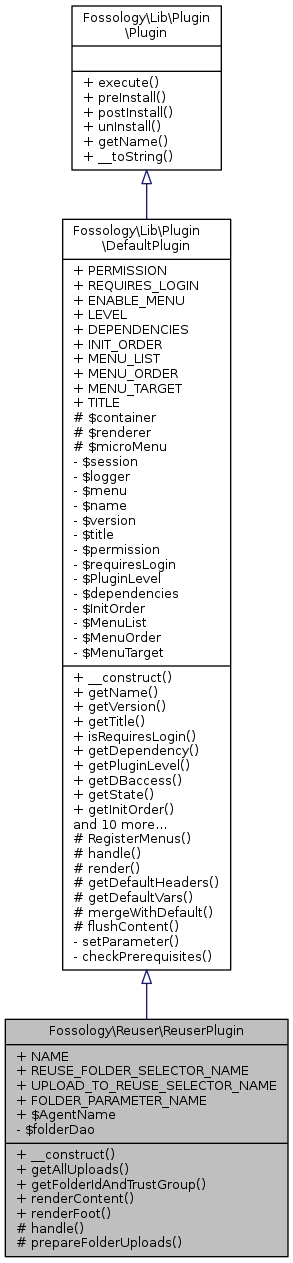 Fossology\Lib\Plugin
\Plugin
+ execute()
+ preInstall()
+ postInstall()
+ unInstall()
+ getName()
+ __toString()
Fossology\Lib\Plugin
\DefaultPlugin
+ PERMISSION
+ REQUIRES_LOGIN
+ ENABLE_MENU
+ LEVEL
+ DEPENDENCIES
+ INIT_ORDER
+ MENU_LIST
+ MENU_ORDER
+ MENU_TARGET
+ TITLE
# $container
# $renderer
# $microMenu
- $session
- $logger
- $menu
- $name
- $version
- $title
- $permission
- $requiresLogin
- $PluginLevel
- $dependencies
- $InitOrder
- $MenuList
- $MenuOrder
- $MenuTarget
+ __construct()
+ getName()
+ getVersion()
+ getTitle()
+ isRequiresLogin()
+ getDependency()
+ getPluginLevel()
+ getDBaccess()
+ getState()
+ getInitOrder()
and 10 more...
# RegisterMenus()
# handle()
# render()
# getDefaultHeaders()
# getDefaultVars()
# mergeWithDefault()
# flushContent()
- setParameter()
- checkPrerequisites()
Fossology\Reuser\ReuserPlugin
+ NAME
+ REUSE_FOLDER_SELECTOR_NAME
+ UPLOAD_TO_REUSE_SELECTOR_NAME
+ FOLDER_PARAMETER_NAME
+ $AgentName
- $folderDao
+ __construct()
+ getAllUploads()
+ getFolderIdAndTrustGroup()
+ renderContent()
+ renderFoot()
# handle()
# prepareFolderUploads()